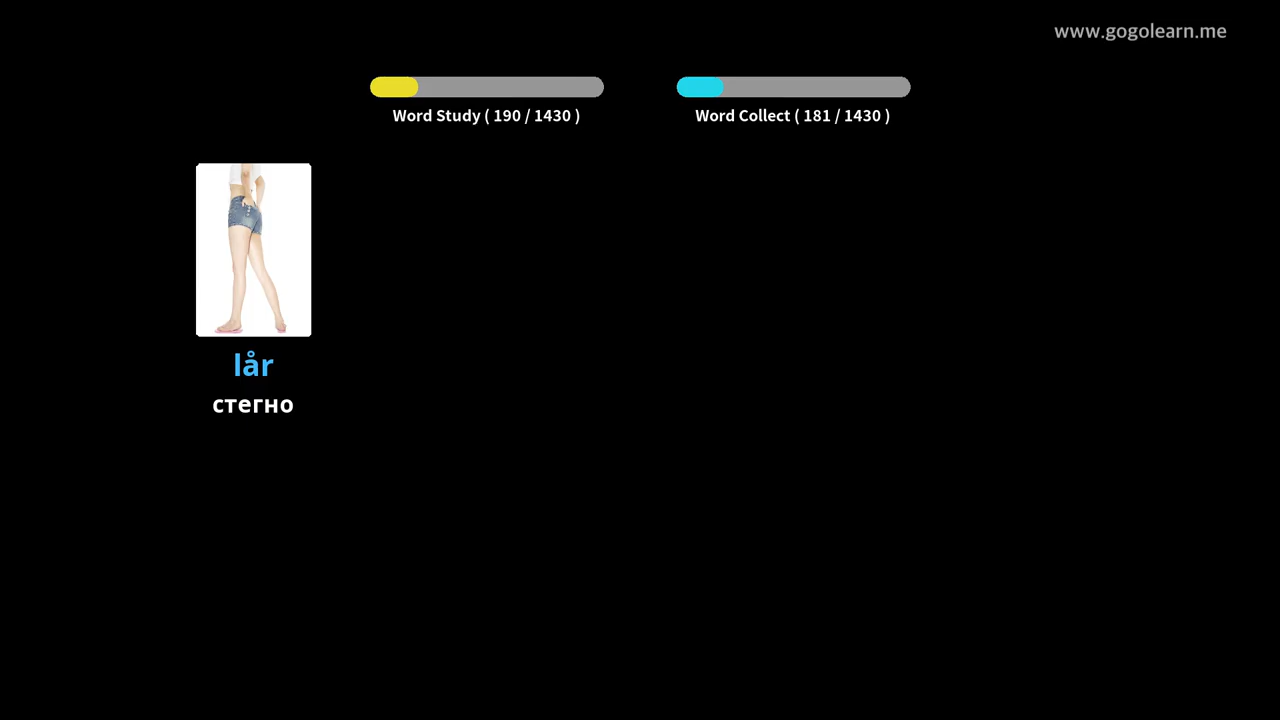 www.gogolearn.me
Word Study ( 190 / 1430 )
Word Collect ( 181 / 1430 )
lår
стегно